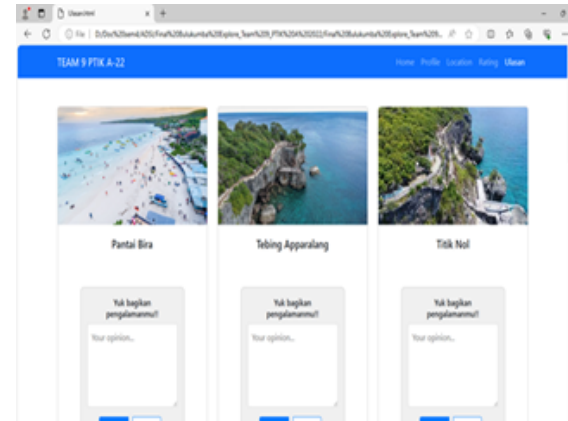 Ulasan.html
File
TEAM 9 PTIK A-22
Home Profile Location Rating Ulasan
Pantai Bira
Tebing Apparalang
Titik Nol
Yuk bagikan
pengalamanmu!!
Your opinion...
Yuk bagikan
pengalamanmu!!
Your opinion...
Yuk bagikan
pengalamanmu!!
Your opinion...